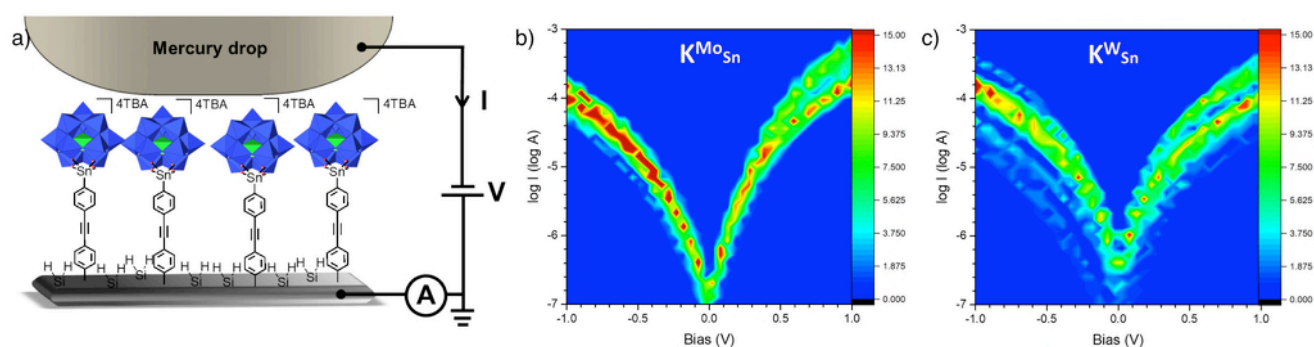 a)
Mercury drop
4TBA
4TBA
4TBA
4TBA
I
V
Sn
Sn
Sn
Sn
H
H
H
H
H
H
H
H
H
H
Si
Si
Si
Si
Si
Si
A
b)
K^Mo_Sn
log I (log A)
-3
-4
-5
-6
-7
-1.0
-0.5
0.0
0.5
1.0
Bias (V)
15.00
13.13
11.25
9.375
7.500
5.625
3.750
1.875
0.000
c)
K^W_Sn
log I (log A)
-3
-4
-5
-6
-7
-1.0
-0.5
0.0
0.5
1.0
Bias (V)
15.00
13.13
11.25
9.375
7.500
5.625
3.750
1.875
0.000